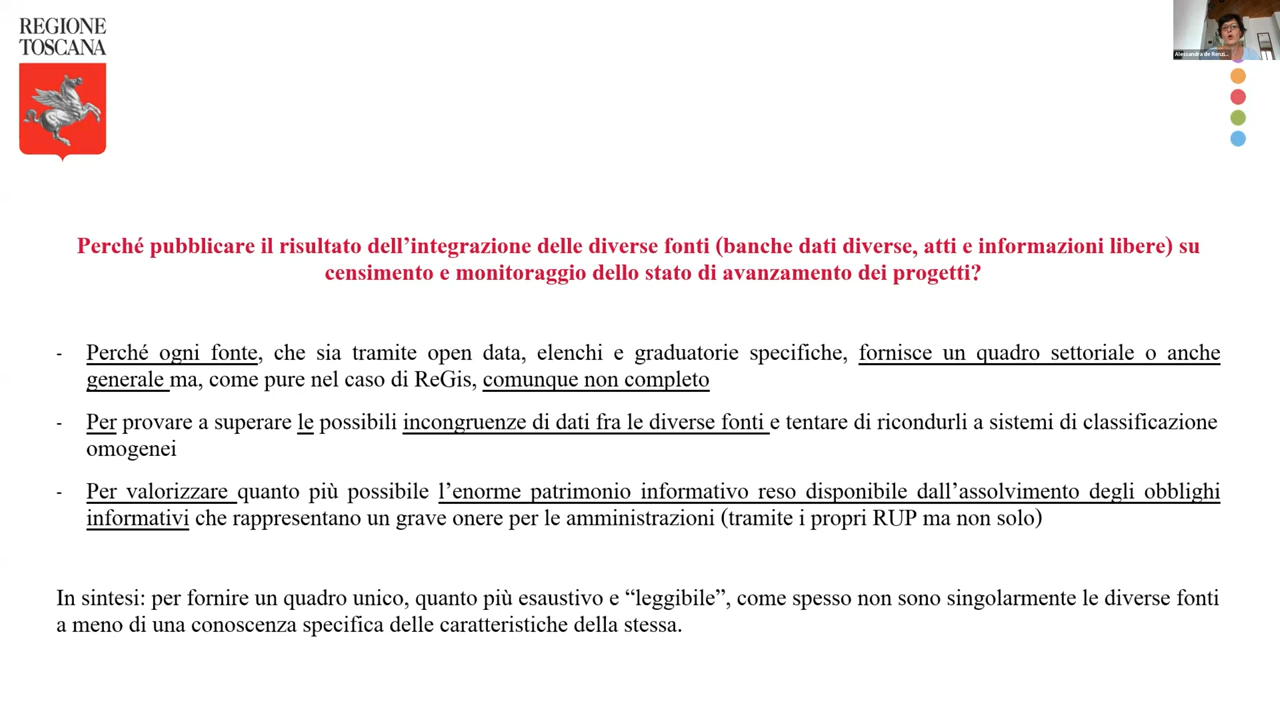 REGIONE
TOSCANA
Alessandra de Renzi...
Perché pubblicare il risultato dell’integrazione delle diverse fonti (banche dati diverse, atti e informazioni libere) su
censimento e monitoraggio dello stato di avanzamento dei progetti?
- Perché ogni fonte, che sia tramite open data, elenchi e graduatorie specifiche, fornisce un quadro settoriale o anche
generale ma, come pure nel caso di ReGis, comunque non completo
- Per provare a superare le possibili incongruenze di dati fra le diverse fonti e tentare di ricondurli a sistemi di classificazione
omogenei
- Per valorizzare quanto più possibile l’enorme patrimonio informativo reso disponibile dall’assolvimento degli obblighi
informativi che rappresentano un grave onere per le amministrazioni (tramite i propri RUP ma non solo)
In sintesi: per fornire un quadro unico, quanto più esaustivo e “leggibile”, come spesso non sono singolarmente le diverse fonti
a meno di una conoscenza specifica delle caratteristiche della stessa.